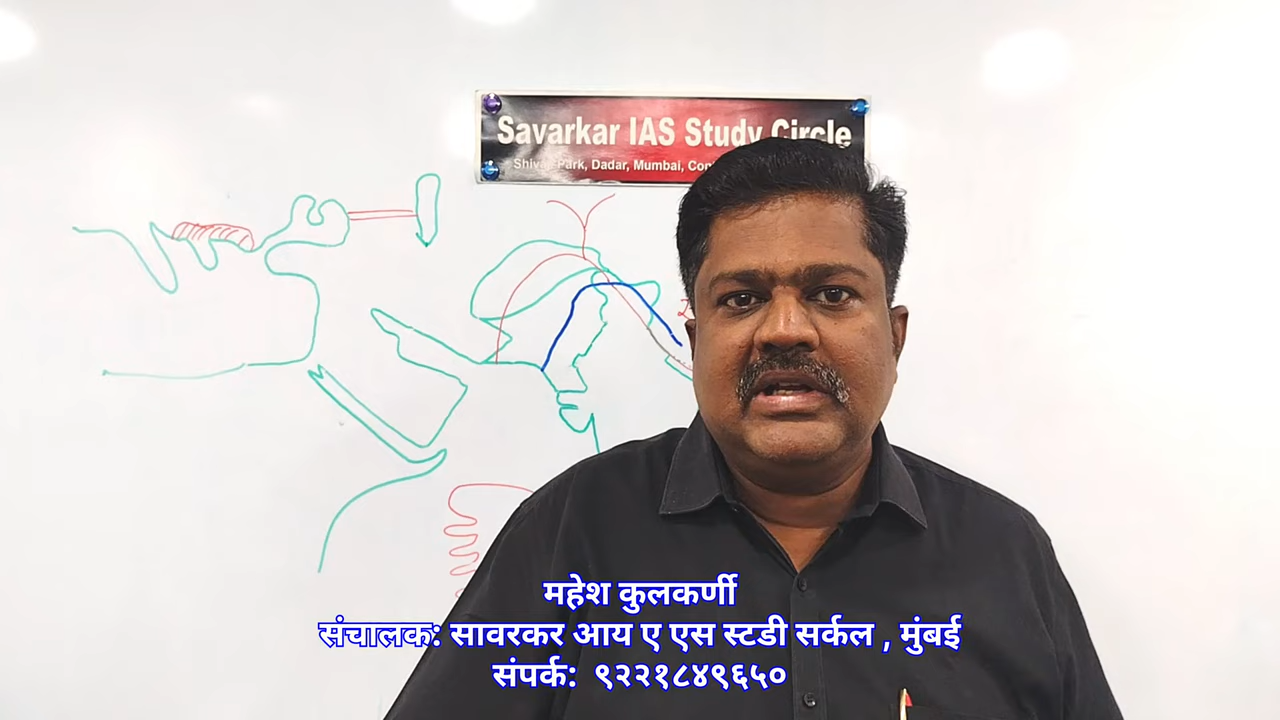 Savarkar IAS Study Circle
Park, Dadar, Mumbai,
महेश कुलकर्णी
संचालक: सावरकर आय ए एस स्टडी सर्कल , मुंबई
संपर्क: ९२२१८४९६५०